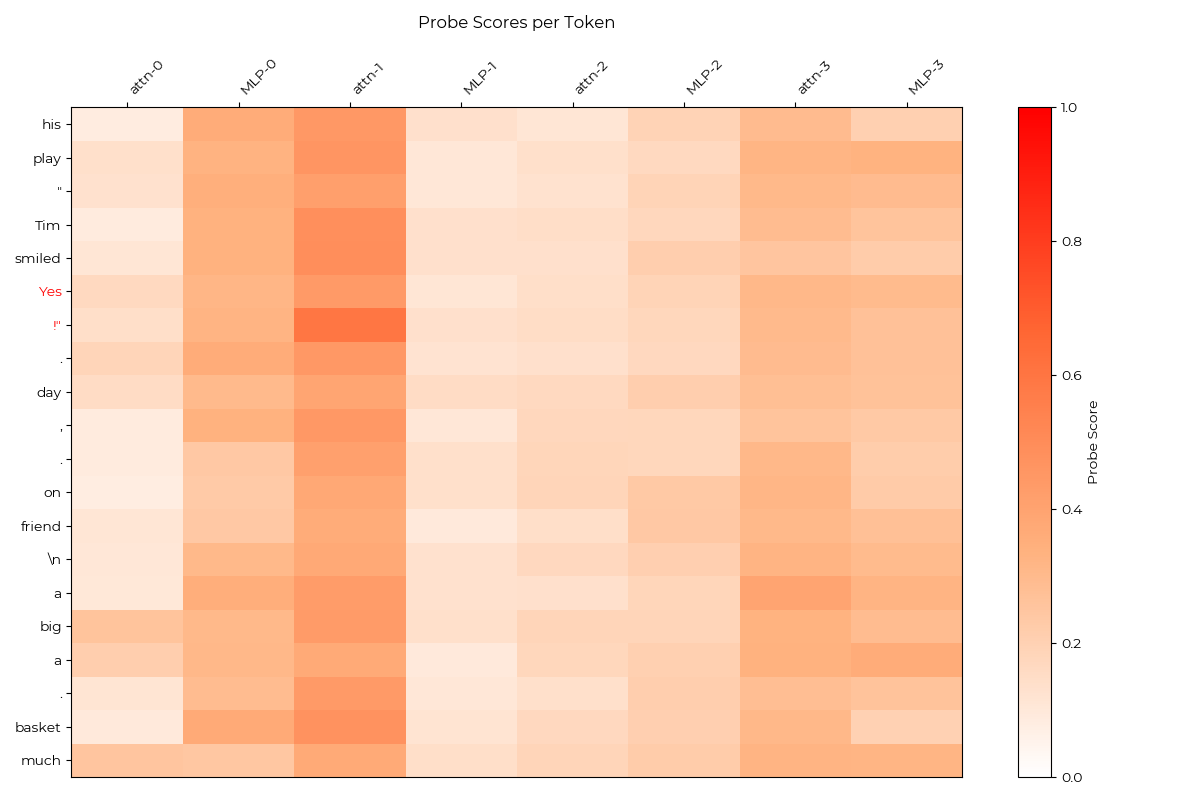 Probe Scores per Token
attn-0 MLP-0 attn-1 MLP-1 attn-2 MLP-2 attn-3 MLP-3
his
play
"
Tim
smiled
Yes
!"
.
day
,
.
on
friend
\n
a
big
a
.
basket
much
1.0
0.8
0.6
0.4
0.2
0.0
Probe Score